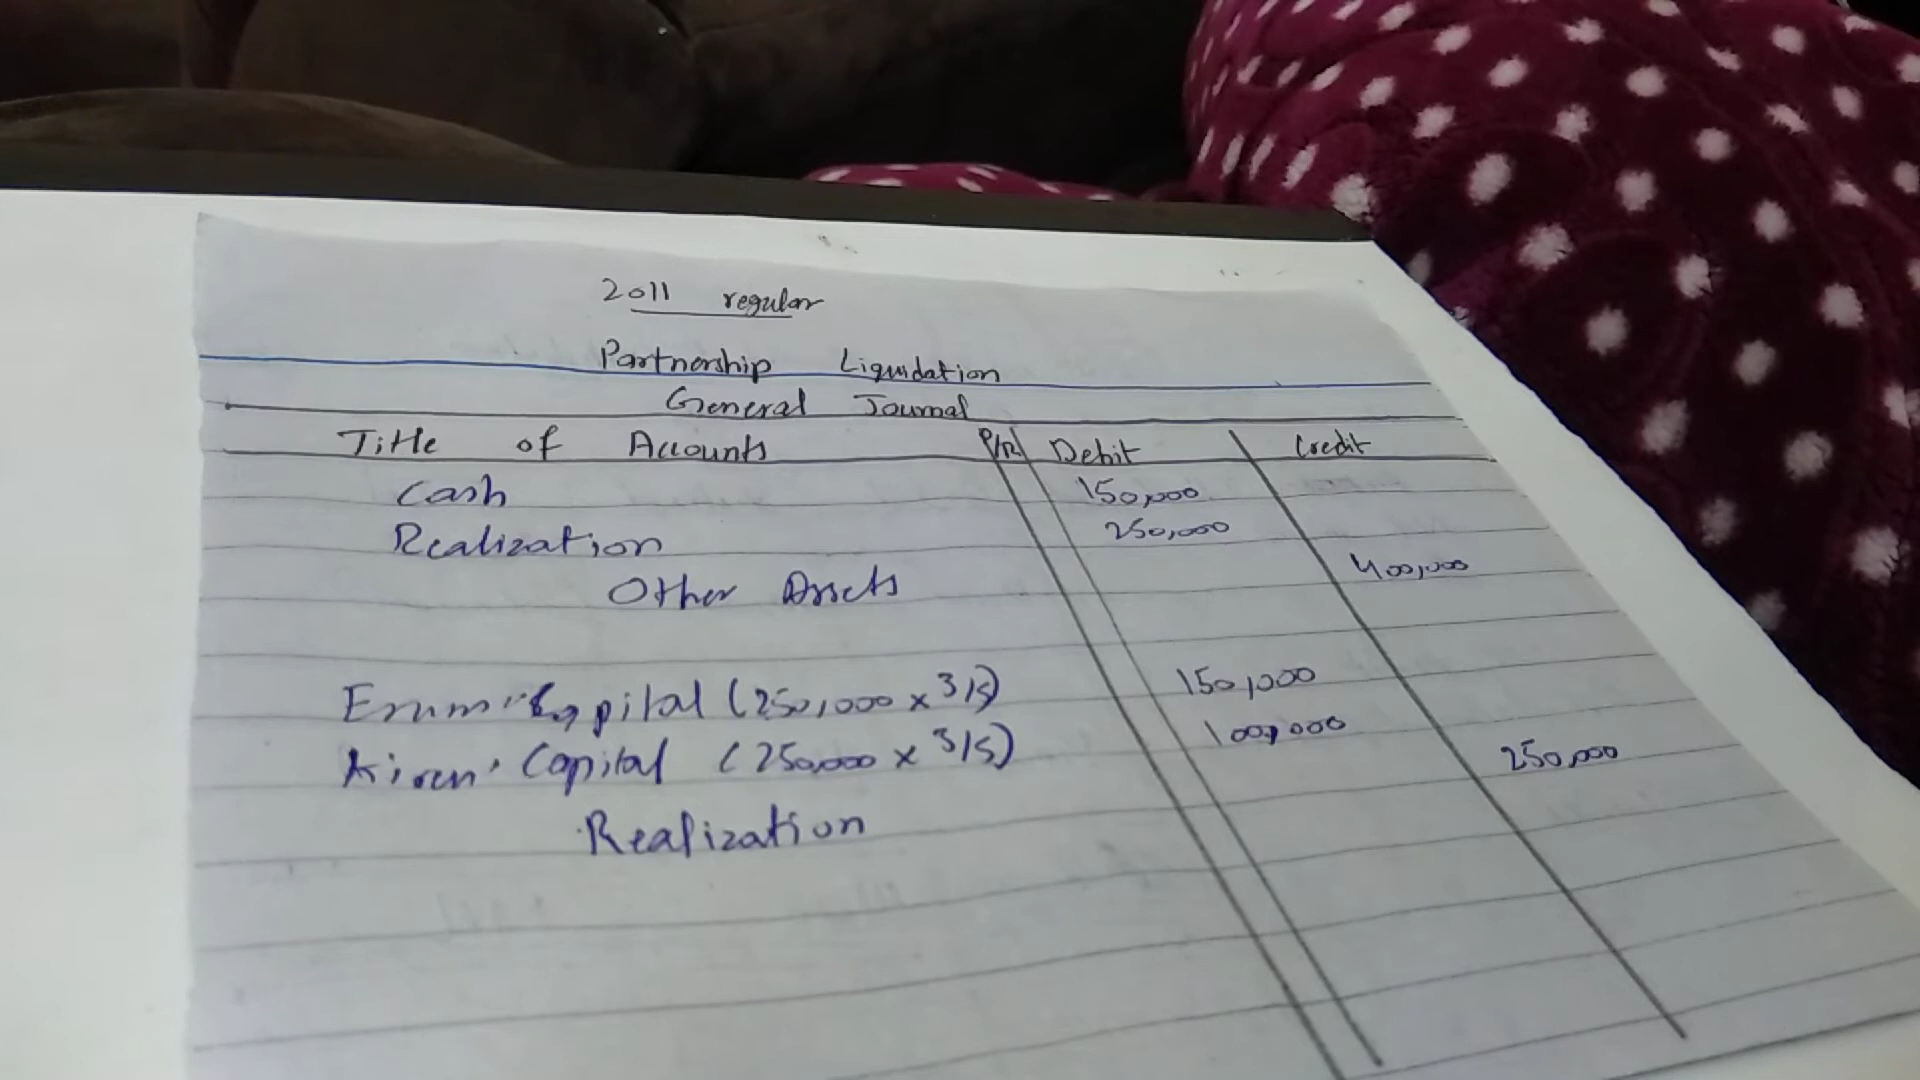 2011 regular
Partnership Liquidation
General Journal
Title of Accounts P/R Debit Credit
Cash 150,000
Realization 250,000
Other Assets 400,000
Erum's Capital (250,000 x 3/5) 150,000
Kiren's Capital (250,000 x 3/5) 100,000
Realization 250,000